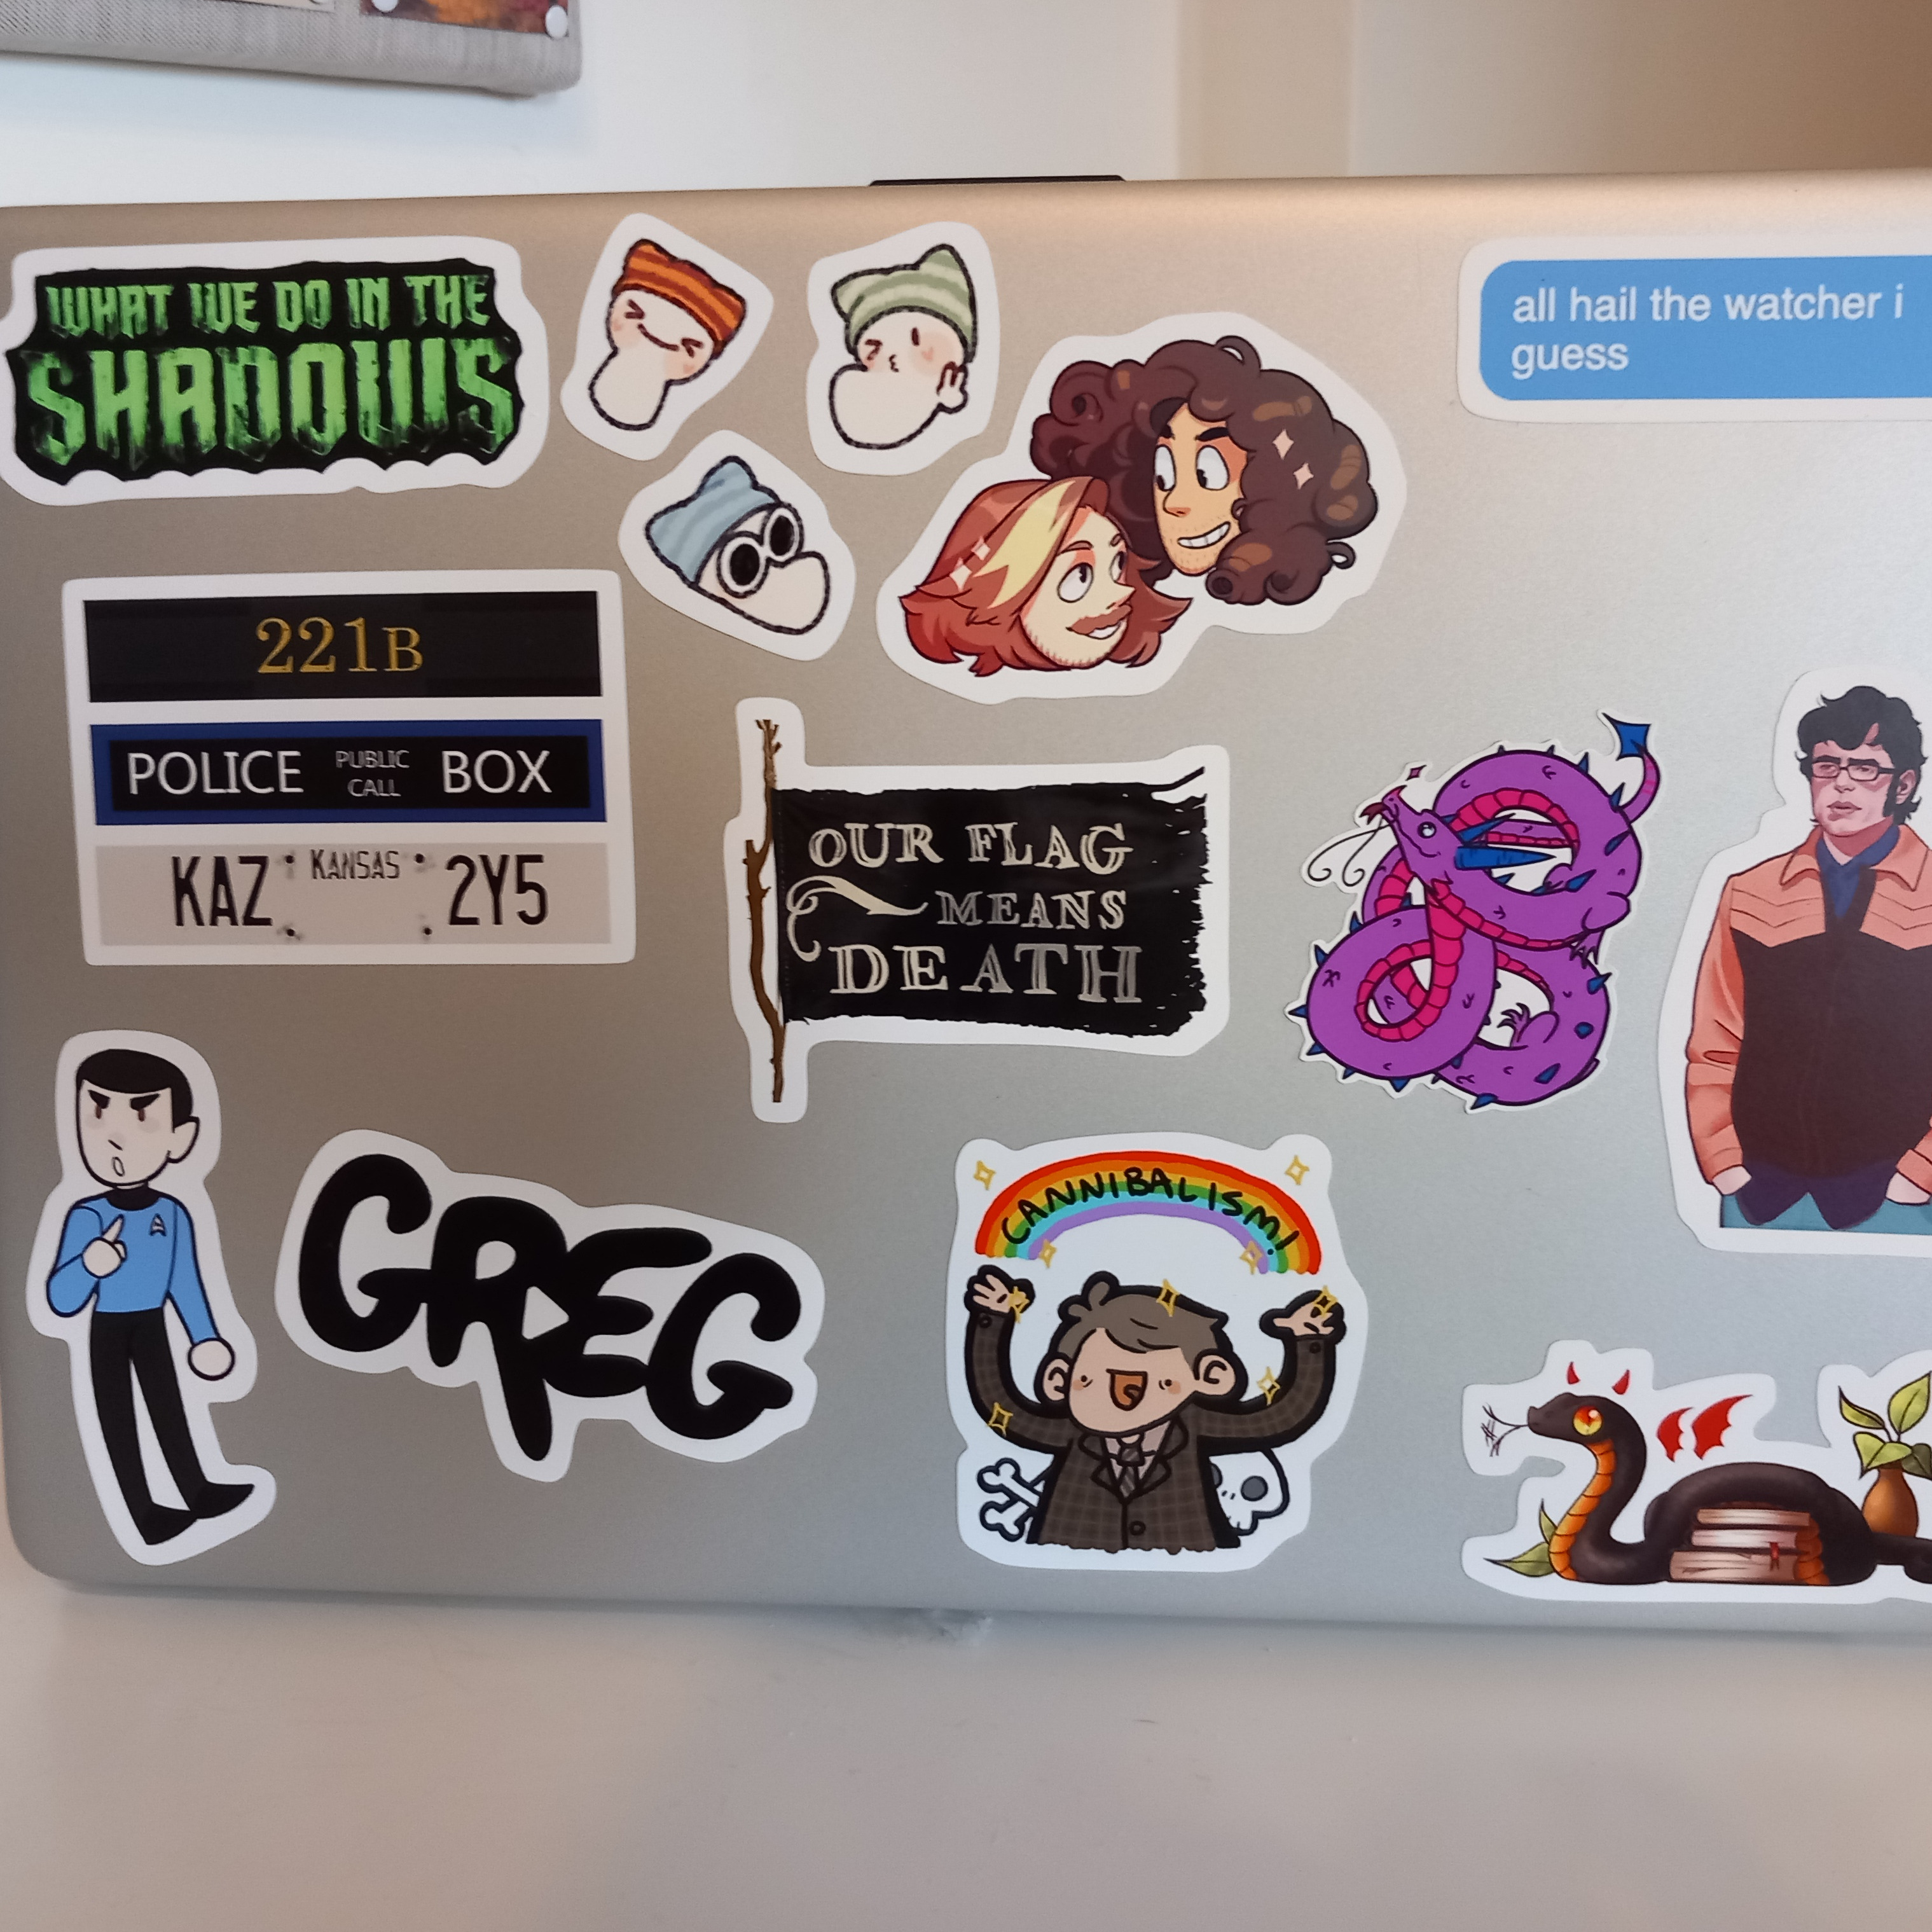 WHAT WE DO IN THE
SHADOWS
all hail the watcher i
guess
221B
POLICE PUBLIC CALL BOX
KAZ KANSAS 2Y5
OUR FLAG
MEANS
DEATH
GREG
CANNIBALISM!